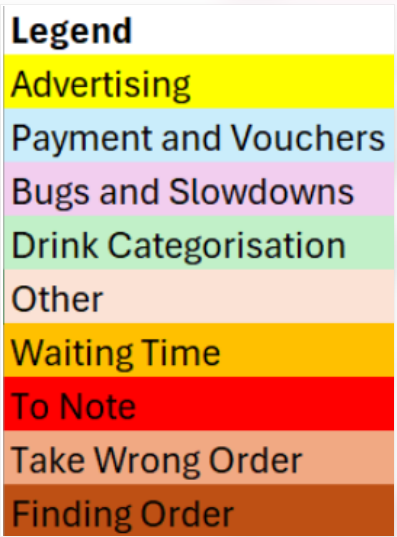 Legend
Advertising
Payment and Vouchers
Bugs and Slowdowns
Drink Categorisation
Other
Waiting Time
To Note
Take Wrong Order
Finding Order